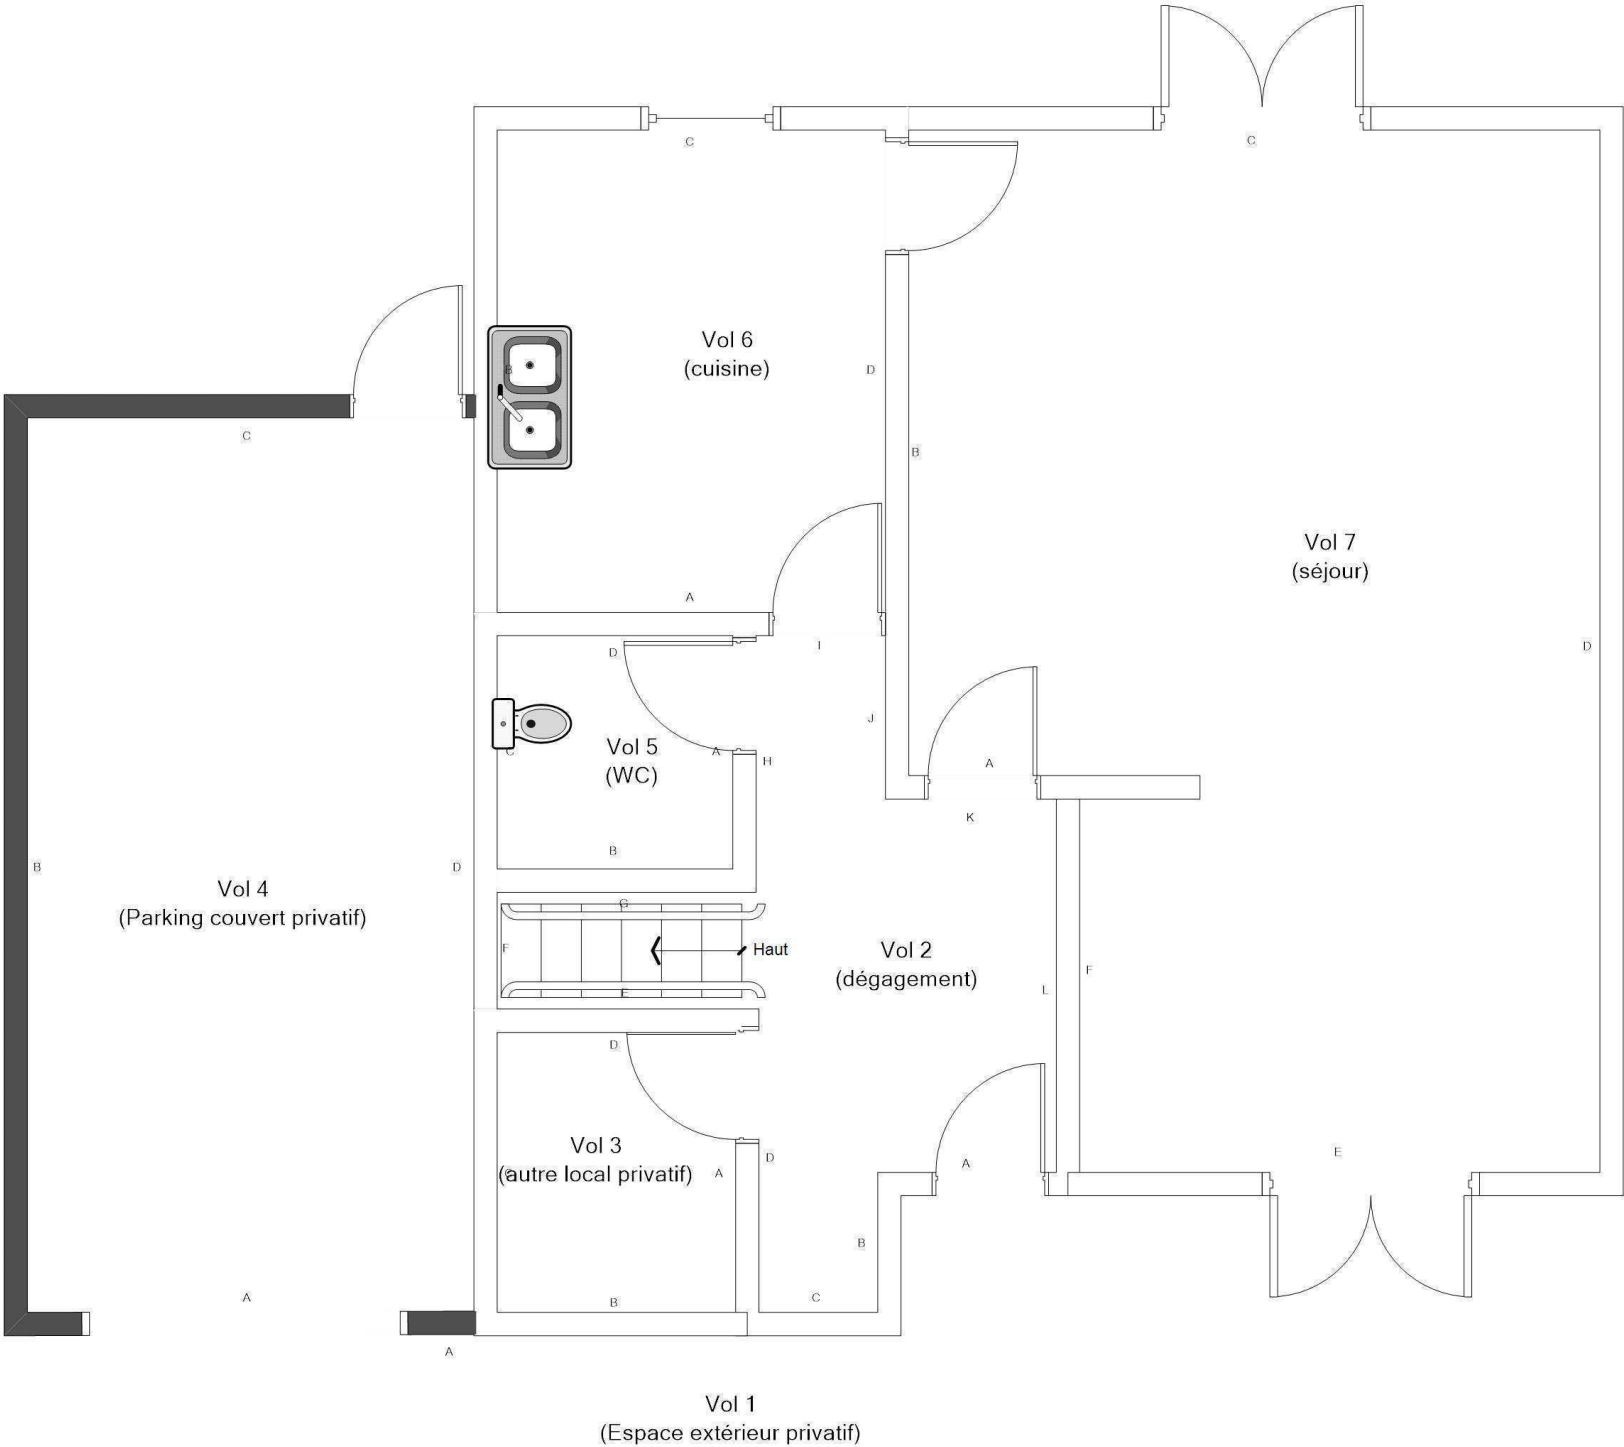 C
C
Vol 6
(cuisine)
B
D
C
B
Vol 7
(séjour)
A
D
I
D
J
Vol 5
(WC)
C
A
H
A
K
B
B
D
Vol 4
(Parking couvert privatif)
G
F
Haut
Vol 2
(dégagement)
F
L
E
D
Vol 3
(autre local privatif)
C
A
D
A
E
B
A
B
C
A
Vol 1
(Espace extérieur privatif)